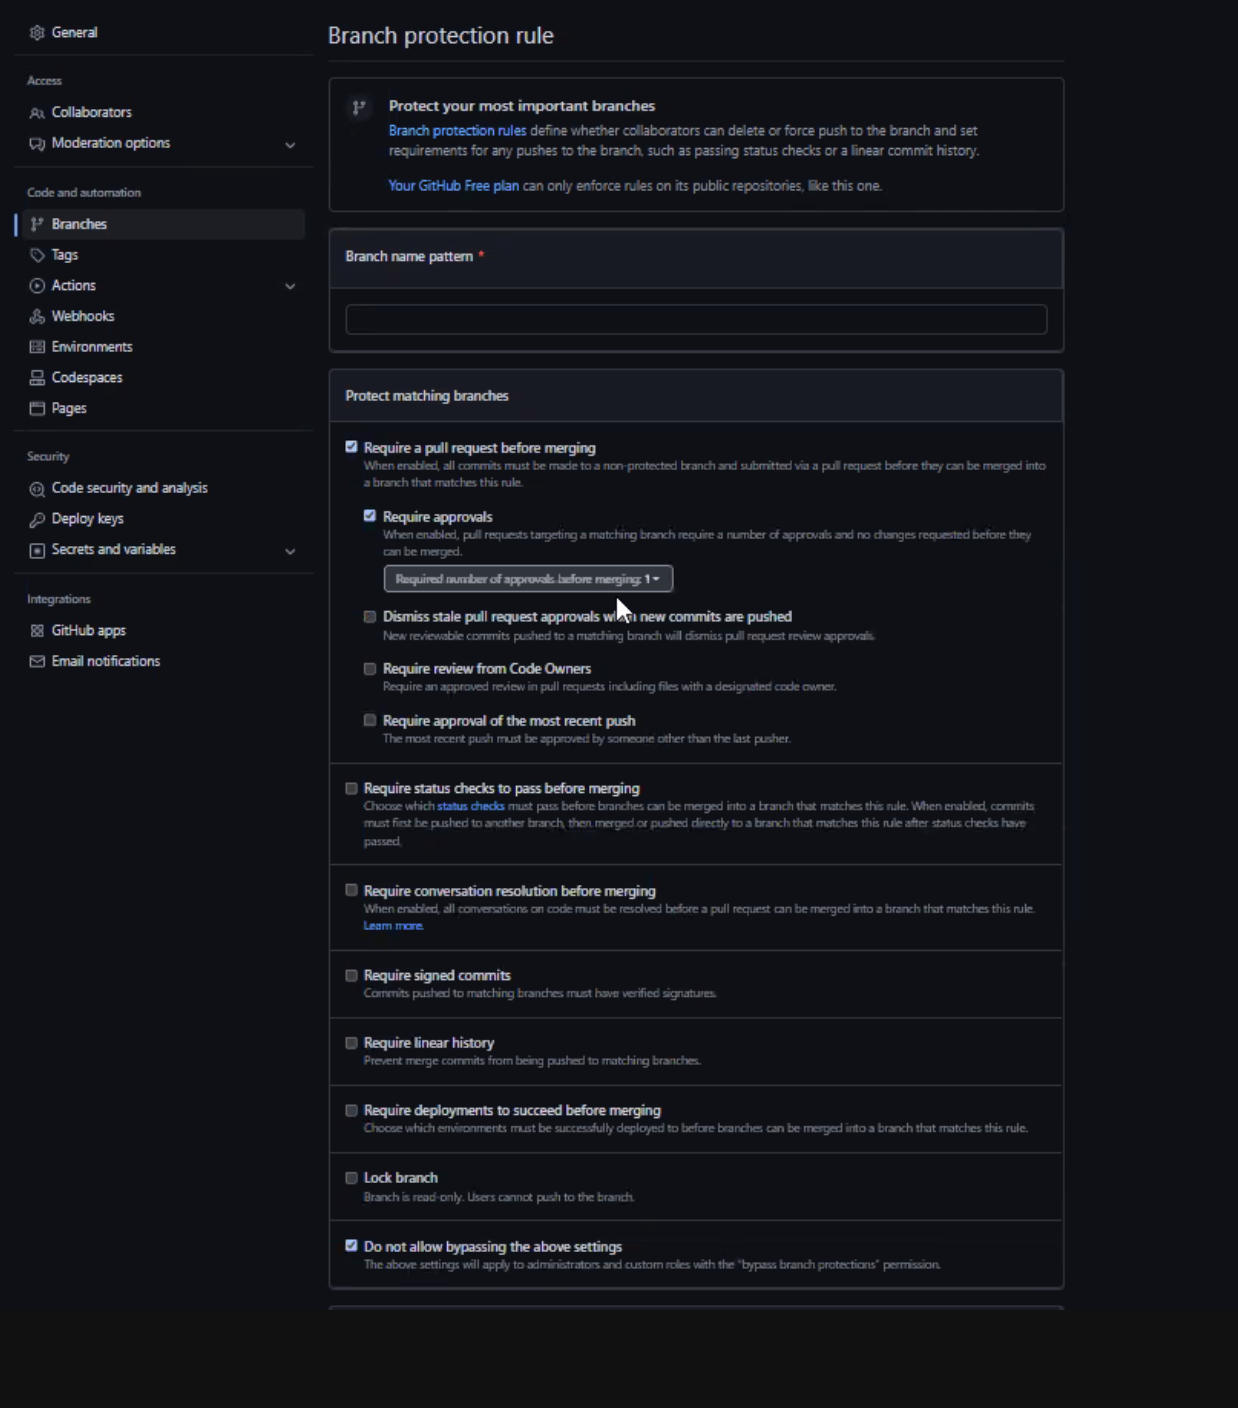 General
Access
Collaborators
Moderation options
Code and automation
Branches
Tags
Actions
Webhooks
Environments
Codespaces
Pages
Security
Code security and analysis
Deploy keys
Secrets and variables
Integrations
GitHub apps
Email notifications
Branch protection rule
Protect your most important branches
Branch protection rules define whether collaborators can delete or force push to the branch and set
requirements for any pushes to the branch, such as passing status checks or a linear commit history.
Your GitHub Free plan can only enforce rules on its public repositories, like this one.
Branch name pattern *
Protect matching branches
Require a pull request before merging
When enabled, all commits must be made to a non-protected branch and submitted via a pull request before they can be merged into
a branch that matches this rule.
Require approvals
When enabled, pull requests targeting a matching branch require a number of approvals and no changes requested before they
can be merged.
Required number of approvals before merging: 1
Dismiss stale pull request approvals when new commits are pushed
New reviewable commits pushed to a matching branch will dismiss pull request review approvals.
Require review from Code Owners
Require an approved review in pull requests including files with a designated code owner.
Require approval of the most recent push
The most recent push must be approved by someone other than the last pusher.
Require status checks to pass before merging
Choose which status checks must pass before branches can be merged into a branch that matches this rule. When enabled, commits
must first be pushed to another branch, then merged or pushed directly to a branch that matches this rule after status checks have
passed.
Require conversation resolution before merging
When enabled, all conversations on code must be resolved before a pull request can be merged into a branch that matches this rule.
Learn more.
Require signed commits
Commits pushed to matching branches must have verified signatures.
Require linear history
Prevent merge commits from being pushed to matching branches.
Require deployments to succeed before merging
Choose which environments must be successfully deployed to before branches can be merged into a branch that matches this rule.
Lock branch
Branch is read-only. Users cannot push to the branch.
Do not allow bypassing the above settings
The above settings will apply to administrators and custom roles with the "bypass branch protections" permission.